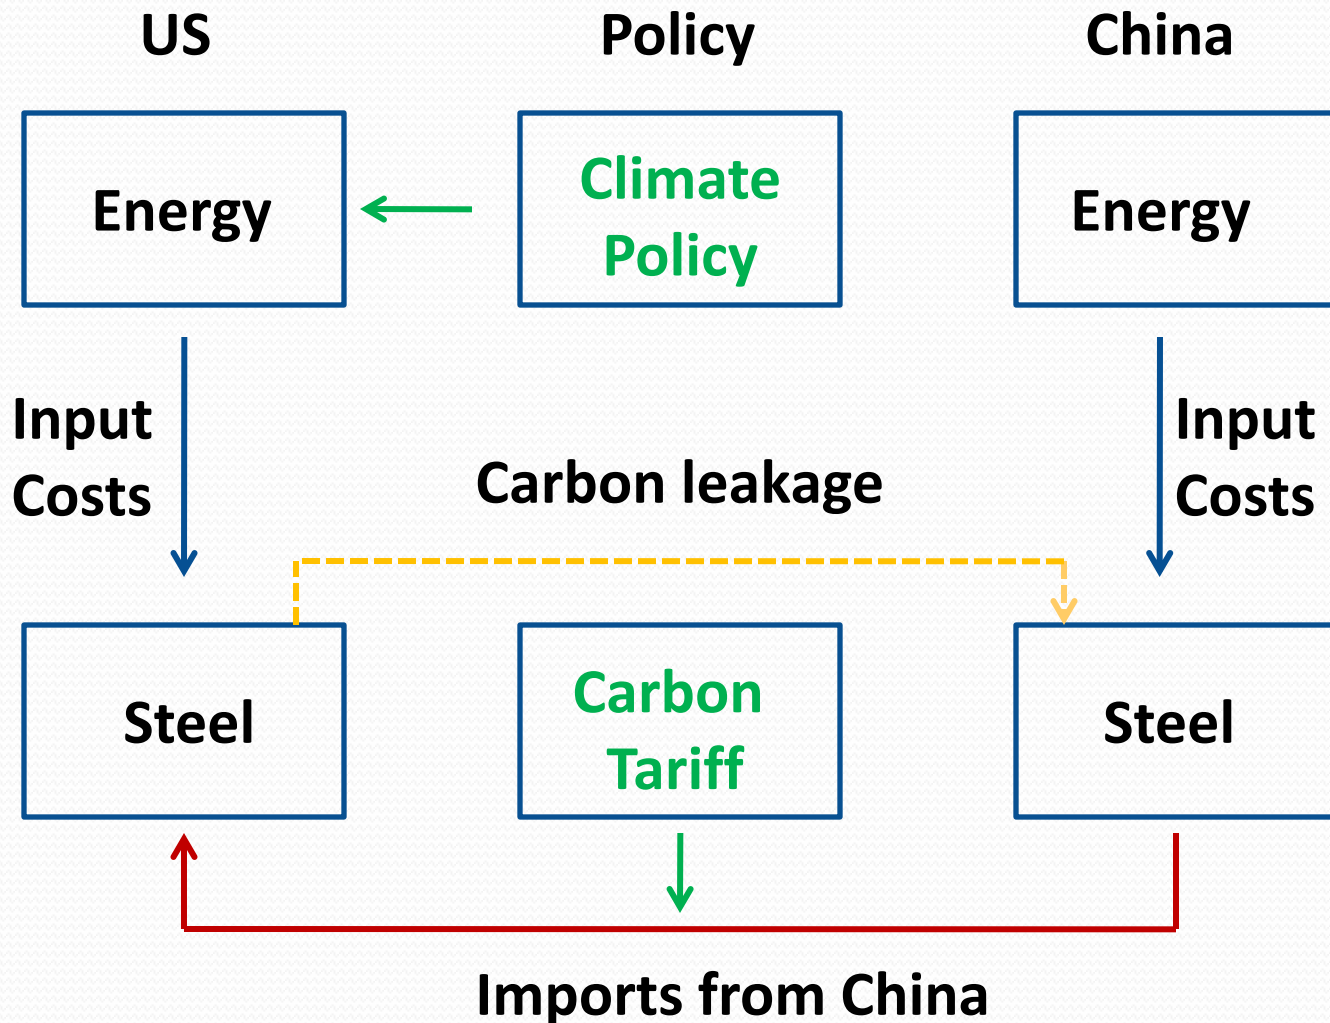 US
Policy
China
Energy
Climate
Policy
Energy
Input
Costs
Input
Costs
Carbon leakage
Steel
Carbon
Tariff
Steel
Imports from China